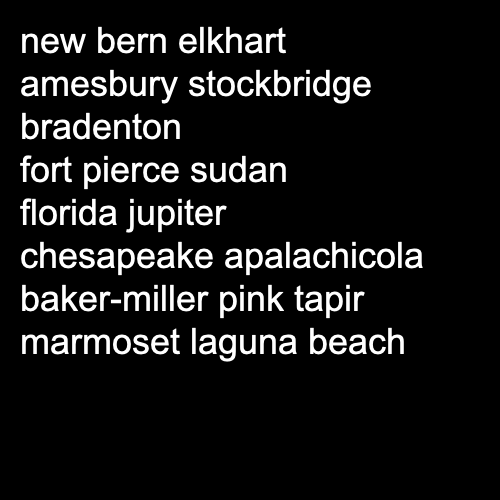 new bern elkhart
amesbury stockbridge
bradenton
fort pierce sudan
florida jupiter
chesapeake apalachicola
baker-miller pink tapir
marmoset laguna beach